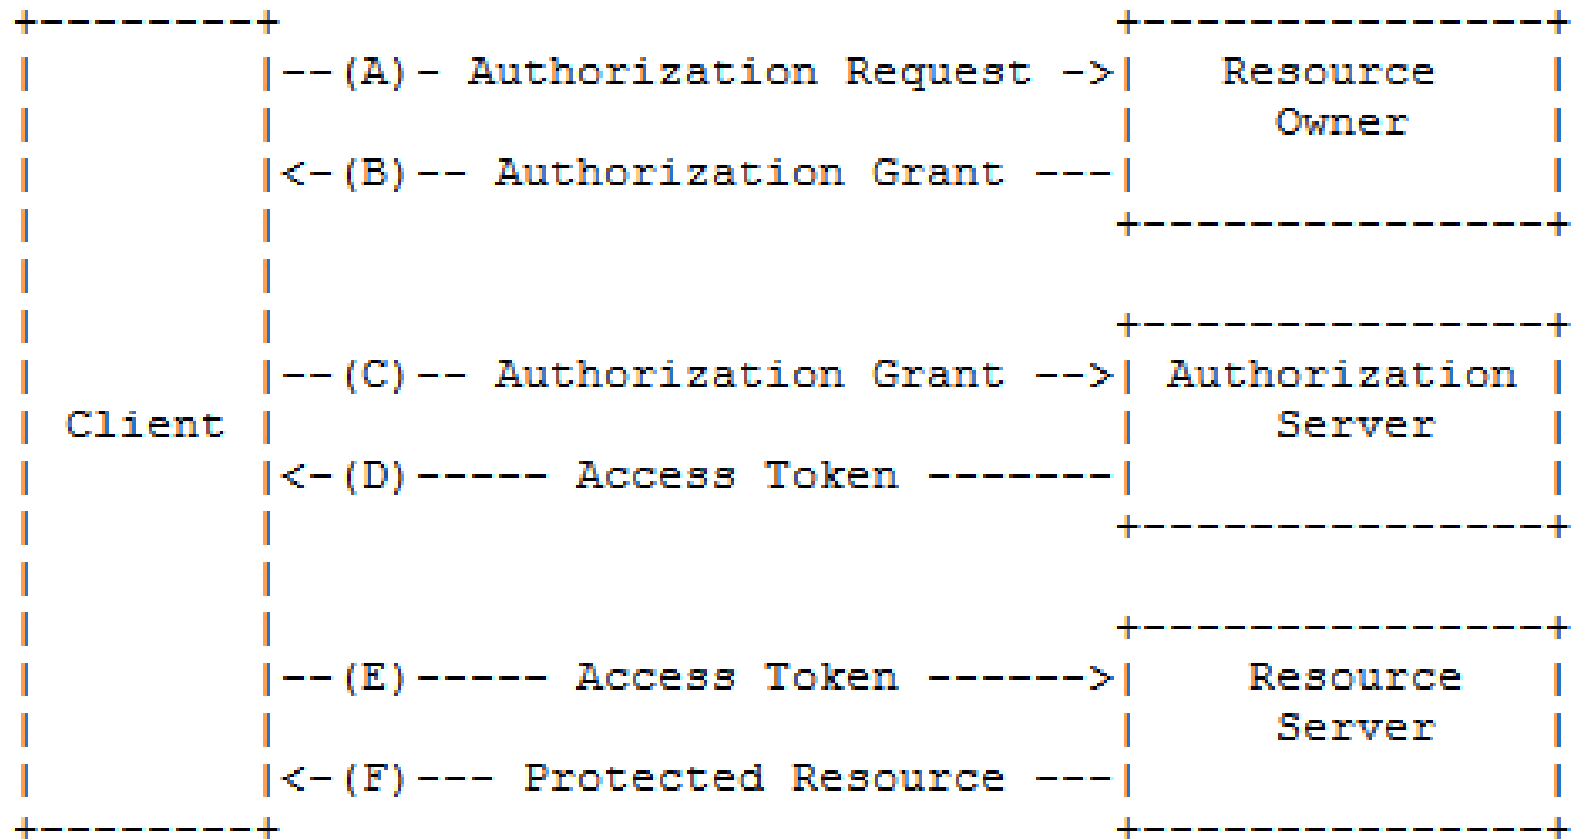 +--------+                               +---------------+
|        |--(A)- Authorization Request ->|   Resource    |
|        |                               |     Owner     |
|        |<-(B)-- Authorization Grant ---|               |
|        |                               +---------------+
|        |
|        |                               +---------------+
|        |--(C)-- Authorization Grant -->| Authorization |
| Client |                               |     Server    |
|        |<-(D)----- Access Token -------|               |
|        |                               +---------------+
|        |
|        |                               +---------------+
|        |--(E)----- Access Token ------>|    Resource   |
|        |                               |     Server    |
|        |<-(F)--- Protected Resource ---|               |
+--------+                               +---------------+